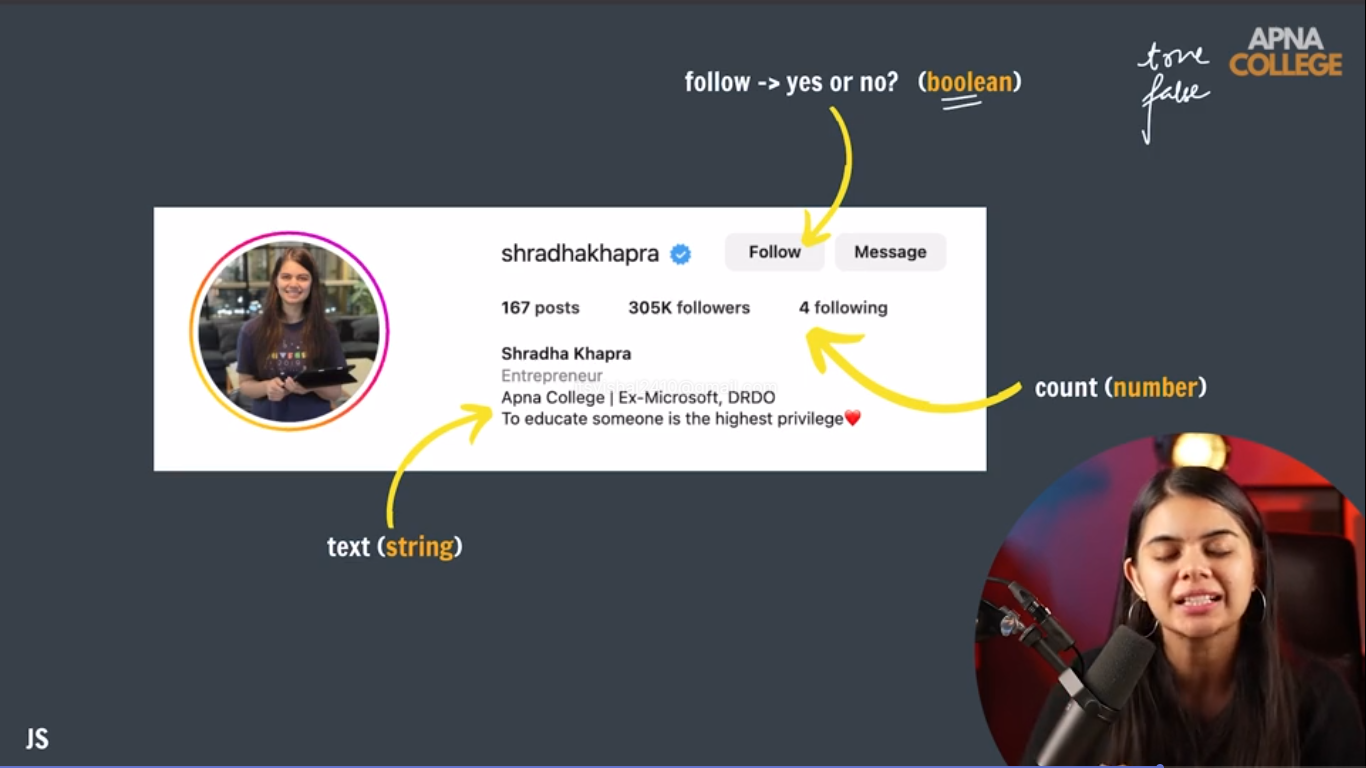 APNA
COLLEGE
true
false
follow -> yes or no? (boolean)
shradhakhapra
Follow
Message
167 posts
305K followers
4 following
Shradha Khapra
Entrepreneur
Apna College | Ex-Microsoft, DRDO
To educate someone is the highest privilege❤️
count (number)
text (string)
JS